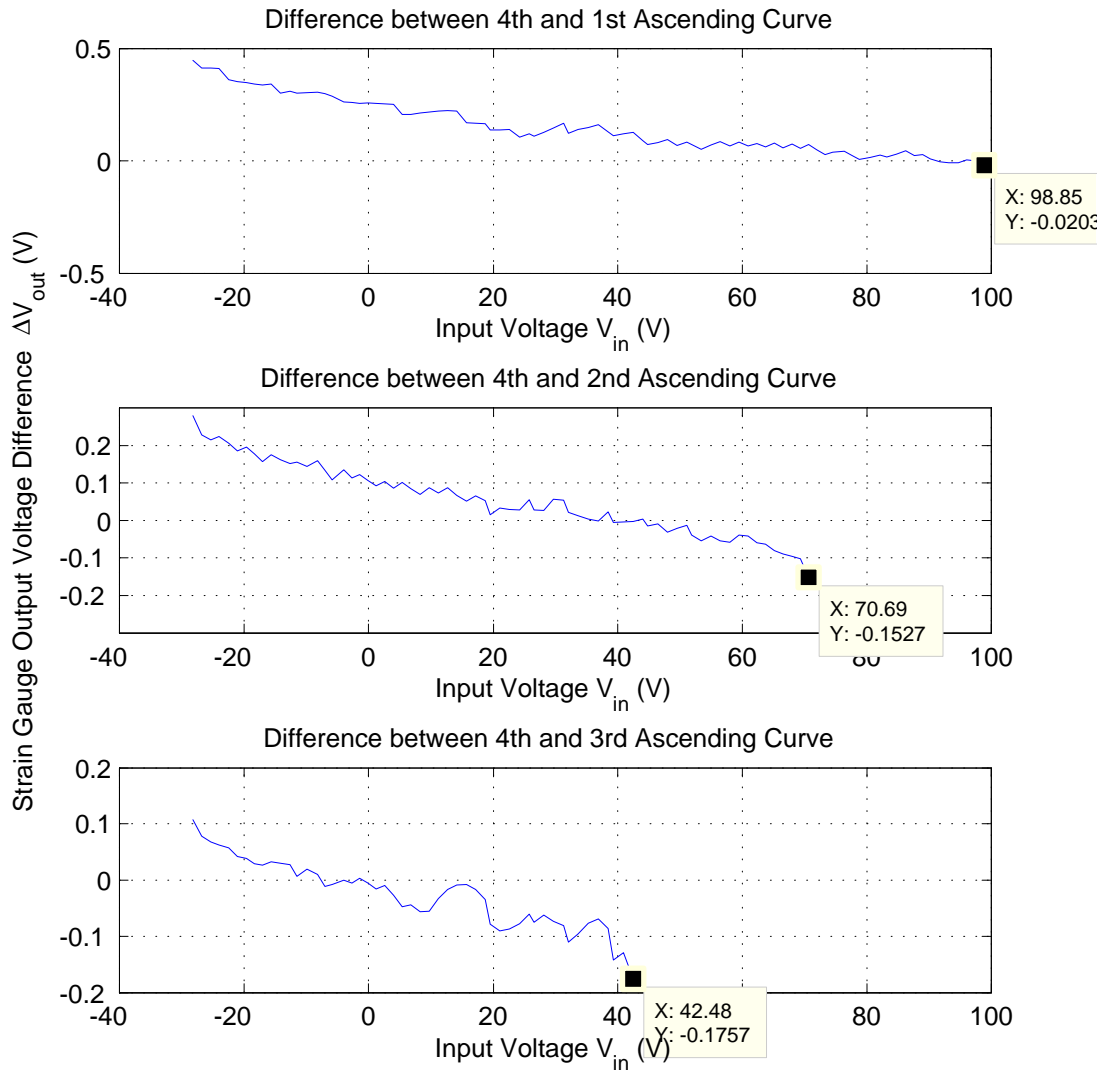 Difference between 4th and 1st Ascending Curve
0.5
0
-0.5
-40 -20 0 20 40 60 80 100
X: 98.85
Y: -0.0203
Input Voltage V_in (V)
Strain Gauge Output Voltage Difference ΔV_out (V)
Difference between 4th and 2nd Ascending Curve
0.2
0.1
0
-0.1
-0.2
-40 -20 0 20 40 60 80 100
X: 70.69
Y: -0.1527
Input Voltage V_in (V)
Difference between 4th and 3rd Ascending Curve
0.2
0.1
0
-0.1
-0.2
-40 -20 0 20 40 60 80 100
X: 42.48
Y: -0.1757
Input Voltage V_in (V)